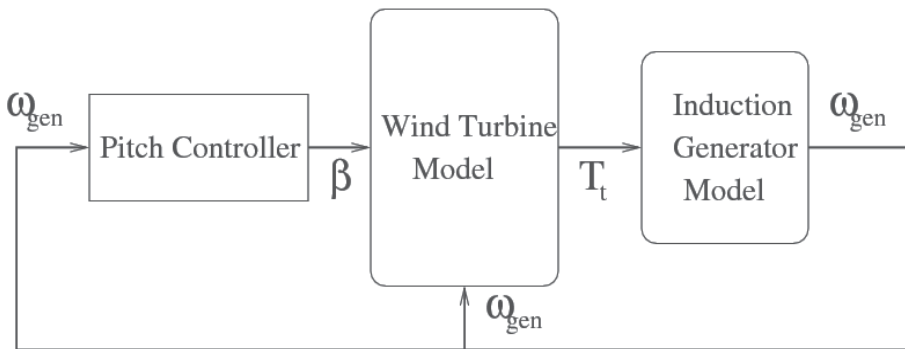 ω_gen
Pitch Controller
β
Wind Turbine
Model
T_t
Induction
Generator
Model
ω_gen
ω_gen